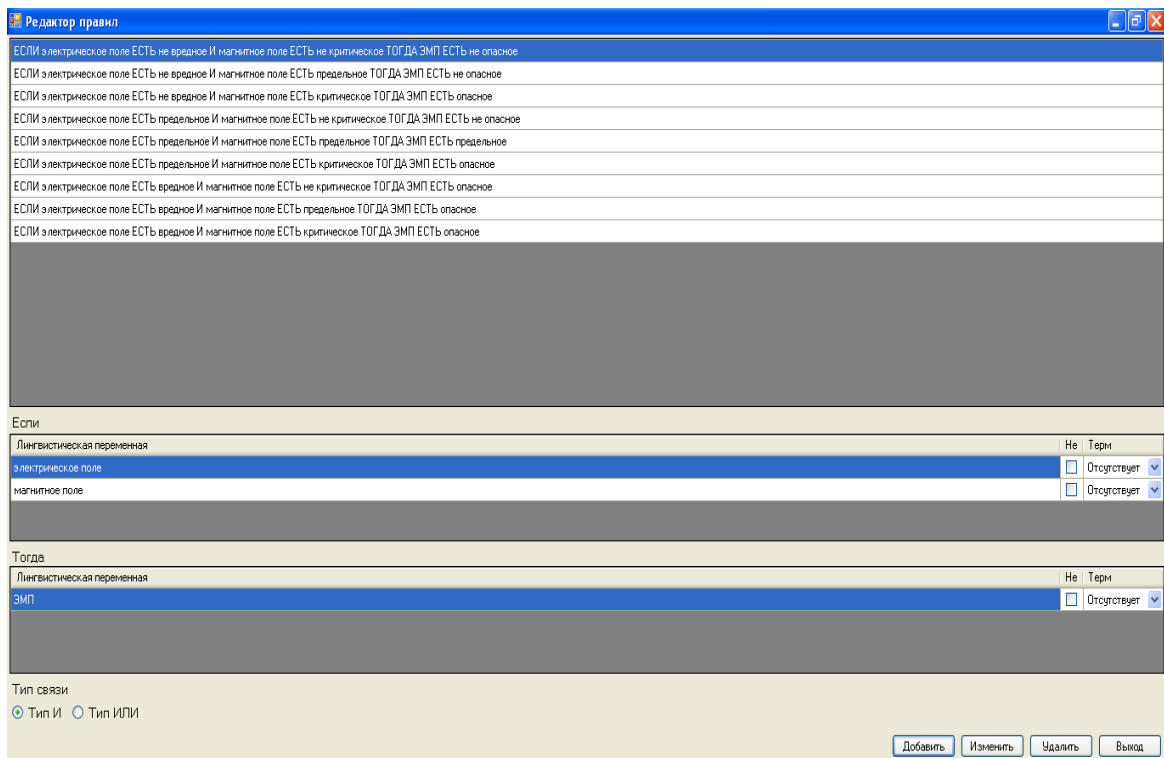 Редактор правил
ЕСЛИ электрическое поле ЕСТЬ не вредное И магнитное поле ЕСТЬ не критическое ТОГДА ЭМП ЕСТЬ не опасное
ЕСЛИ электрическое поле ЕСТЬ не вредное И магнитное поле ЕСТЬ предельное ТОГДА ЭМП ЕСТЬ не опасное
ЕСЛИ электрическое поле ЕСТЬ не вредное И магнитное поле ЕСТЬ критическое ТОГДА ЭМП ЕСТЬ опасное
ЕСЛИ электрическое поле ЕСТЬ предельное И магнитное поле ЕСТЬ не критическое ТОГДА ЭМП ЕСТЬ не опасное
ЕСЛИ электрическое поле ЕСТЬ предельное И магнитное поле ЕСТЬ предельное ТОГДА ЭМП ЕСТЬ предельное
ЕСЛИ электрическое поле ЕСТЬ предельное И магнитное поле ЕСТЬ критическое ТОГДА ЭМП ЕСТЬ опасное
ЕСЛИ электрическое поле ЕСТЬ вредное И магнитное поле ЕСТЬ не критическое ТОГДА ЭМП ЕСТЬ опасное
ЕСЛИ электрическое поле ЕСТЬ вредное И магнитное поле ЕСТЬ предельное ТОГДА ЭМП ЕСТЬ опасное
ЕСЛИ электрическое поле ЕСТЬ вредное И магнитное поле ЕСТЬ критическое ТОГДА ЭМП ЕСТЬ опасное
Если
Лингвистическая переменная Не Терм
электрическое поле Отсутствует
магнитное поле Отсутствует
Тогда
Лингвистическая переменная Не Терм
ЭМП Отсутствует
Тип связи
Тип И Тип ИЛИ
Добавить Изменить Удалить Выход